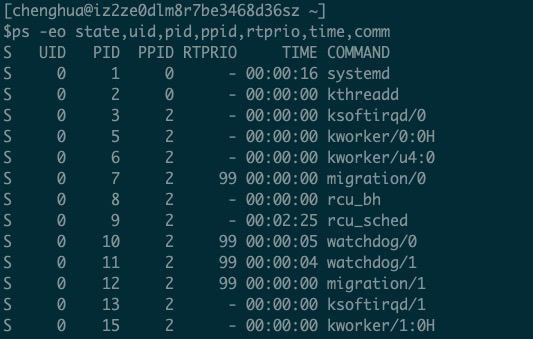 [chenghua@iz2ze0dlm8r7be3468d36sz ~]
$ps -eo state,uid,pid,ppid,rtprio,time,comm
S   UID   PID  PPID RTPRIO     TIME COMMAND
S     0     1     0      - 00:00:16 systemd
S     0     2     0      - 00:00:00 kthreadd
S     0     3     2      - 00:00:00 ksoftirqd/0
S     0     5     2      - 00:00:00 kworker/0:0H
S     0     6     2      - 00:00:00 kworker/u4:0
S     0     7     2     99 00:00:00 migration/0
S     0     8     2      - 00:00:00 rcu_bh
S     0     9     2      - 00:02:25 rcu_sched
S     0    10     2     99 00:00:05 watchdog/0
S     0    11     2     99 00:00:04 watchdog/1
S     0    12     2     99 00:00:00 migration/1
S     0    13     2      - 00:00:00 ksoftirqd/1
S     0    15     2      - 00:00:00 kworker/1:0H